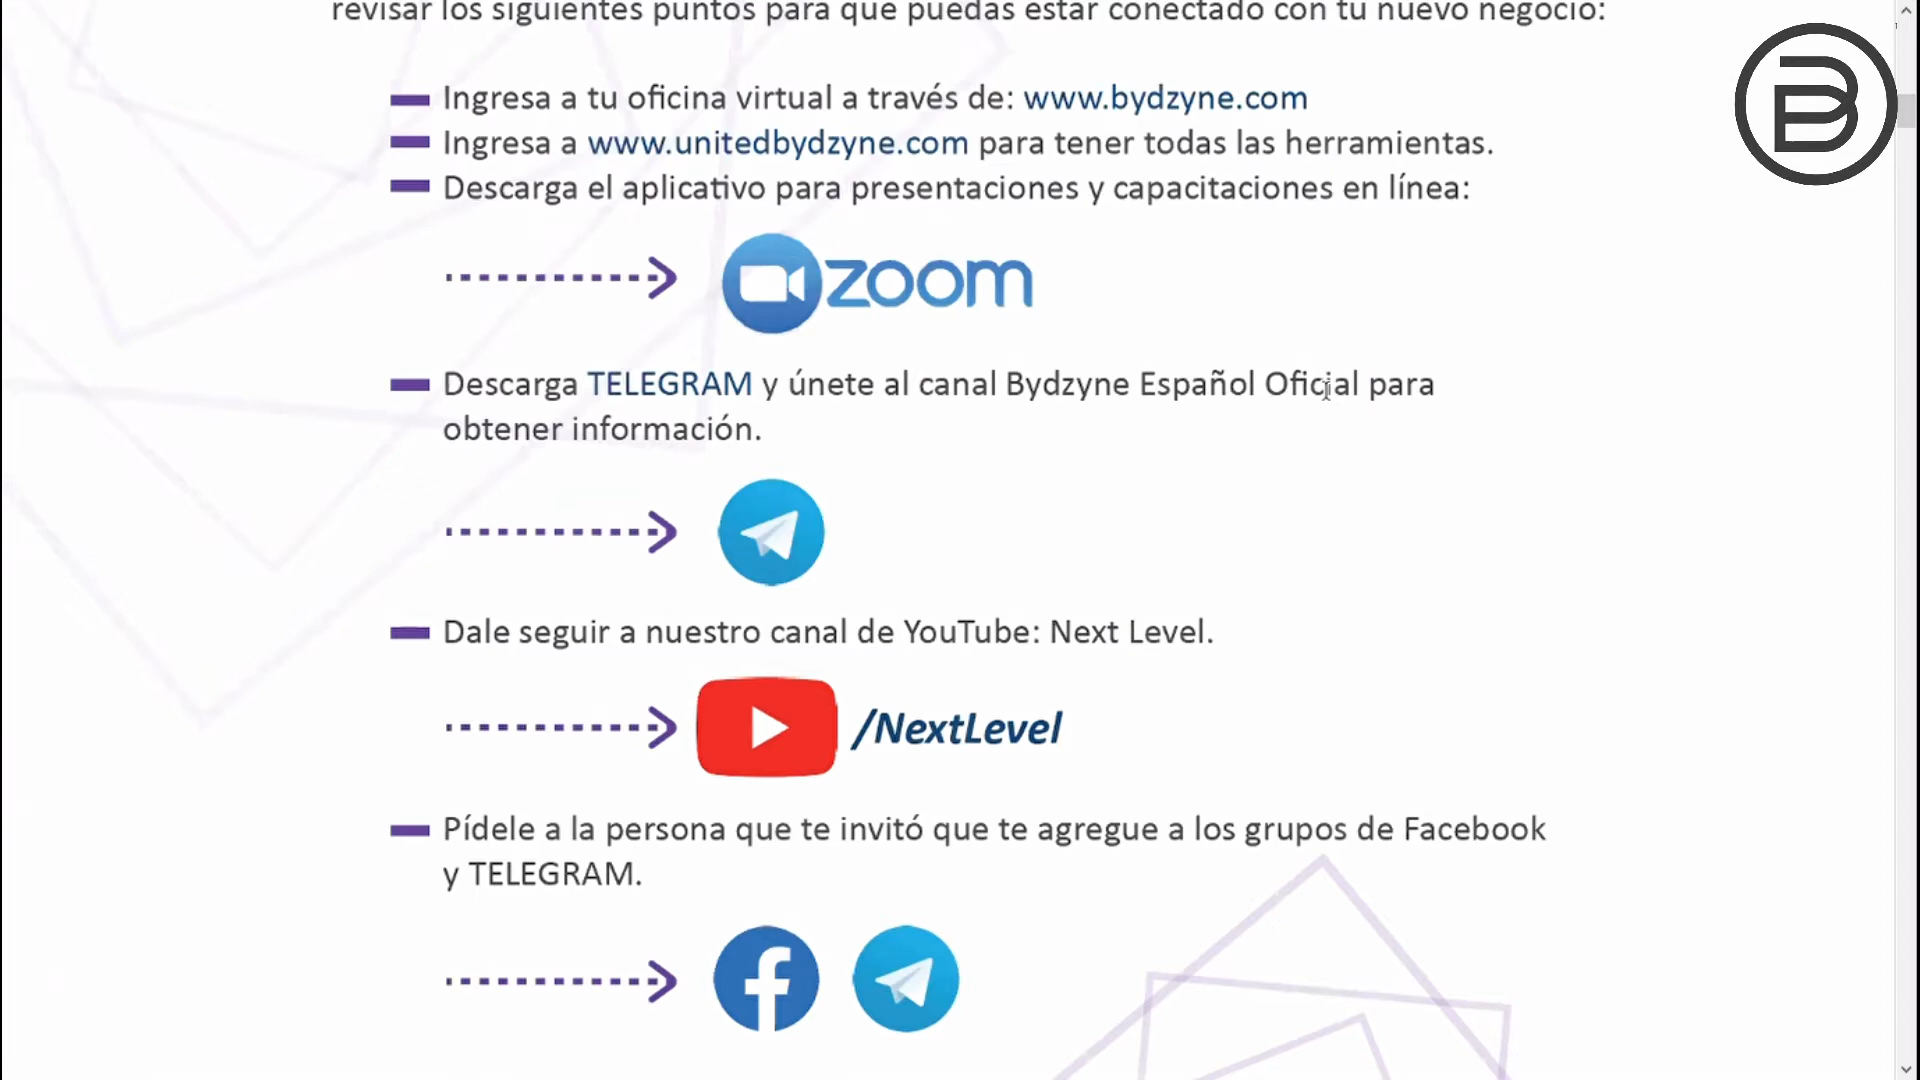 revisar los siguientes puntos para que puedas estar conectado con tu nuevo negocio:
Ingresa a tu oficina virtual a través de: www.bydzyne.com
Ingresa a www.unitedbydzyne.com para tener todas las herramientas.
Descarga el aplicativo para presentaciones y capacitaciones en línea:
zoom
Descarga TELEGRAM y únete al canal Bydzyne Español Oficial para
obtener información.
Dale seguir a nuestro canal de YouTube: Next Level.
/NextLevel
Pídele a la persona que te invitó que te agregue a los grupos de Facebook
y TELEGRAM.